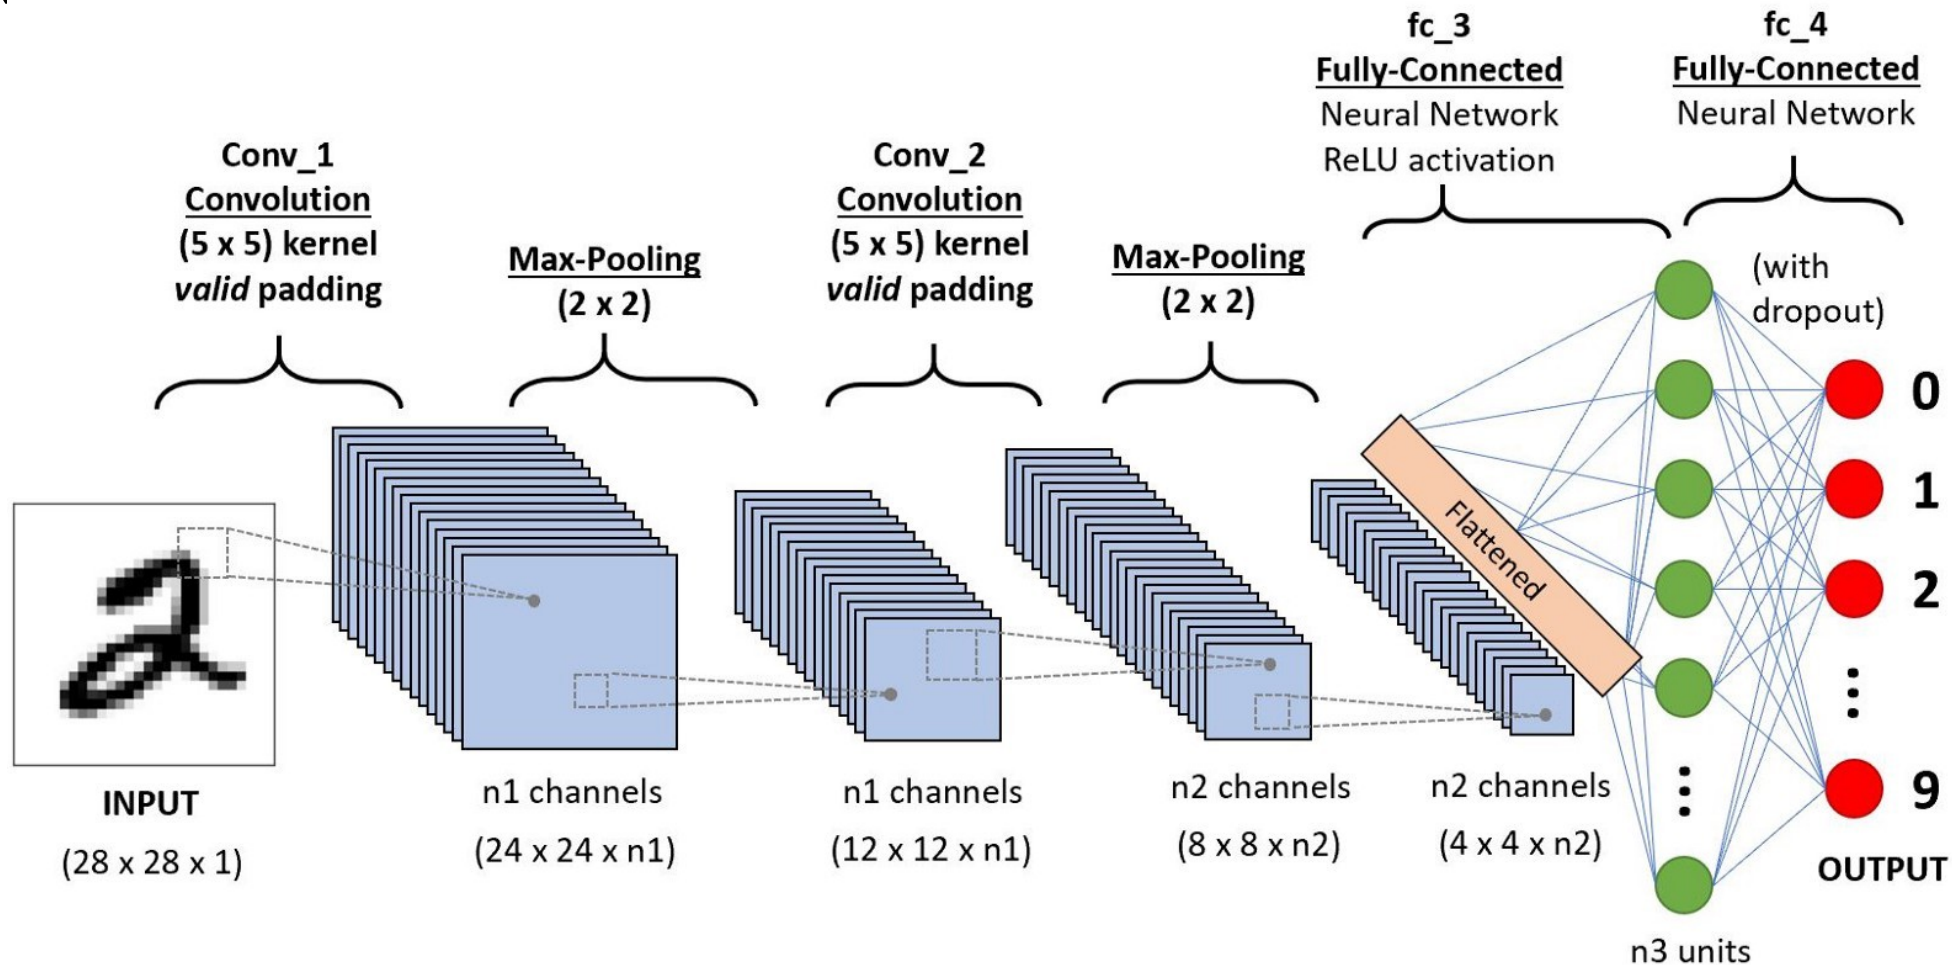 Conv_1
Convolution
(5 x 5) kernel
valid padding
Max-Pooling
(2 x 2)
Conv_2
Convolution
(5 x 5) kernel
valid padding
Max-Pooling
(2 x 2)
fc_3
Fully-Connected
Neural Network
ReLU activation
fc_4
Fully-Connected
Neural Network
(with
dropout)
Flattened
0
1
2
9
INPUT
(28 x 28 x 1)
n1 channels
(24 x 24 x n1)
n1 channels
(12 x 12 x n1)
n2 channels
(8 x 8 x n2)
n2 channels
(4 x 4 x n2)
n3 units
OUTPUT
2